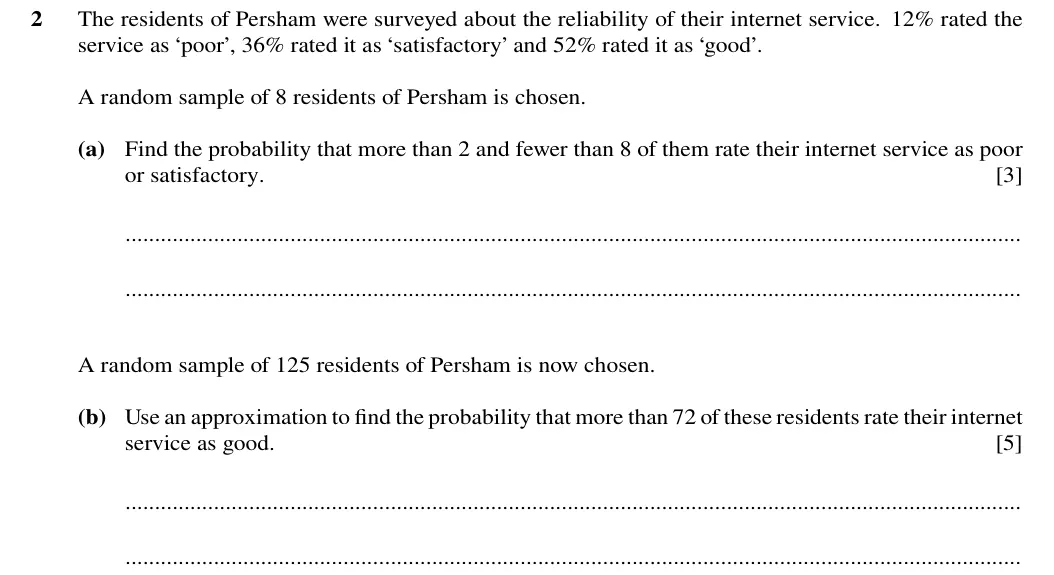 2 The residents of Persham were surveyed about the reliability of their internet service. 12% rated the
service as ‘poor’, 36% rated it as ‘satisfactory’ and 52% rated it as ‘good’.
A random sample of 8 residents of Persham is chosen.
(a) Find the probability that more than 2 and fewer than 8 of them rate their internet service as poor
or satisfactory. [3]
A random sample of 125 residents of Persham is now chosen.
(b) Use an approximation to find the probability that more than 72 of these residents rate their internet
service as good. [5]